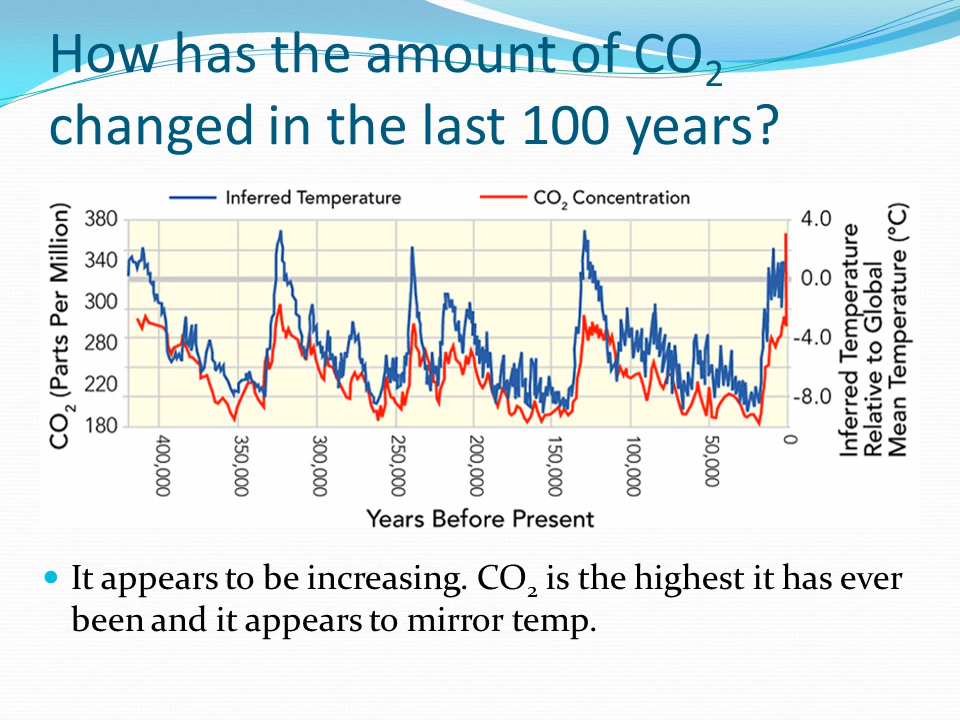 How has the amount of CO₂
changed in the last 100 years?
Inferred Temperature
CO₂ Concentration
CO₂ (Parts Per Million)
380
340
300
280
220
180
4.0
0.0
-4.0
-8.0
Inferred Temperature
Relative to Global
Mean Temperature (°C)
400,000
350,000
300,000
250,000
200,000
150,000
100,000
50,000
0
Years Before Present
It appears to be increasing. CO₂ is the highest it has ever
been and it appears to mirror temp.